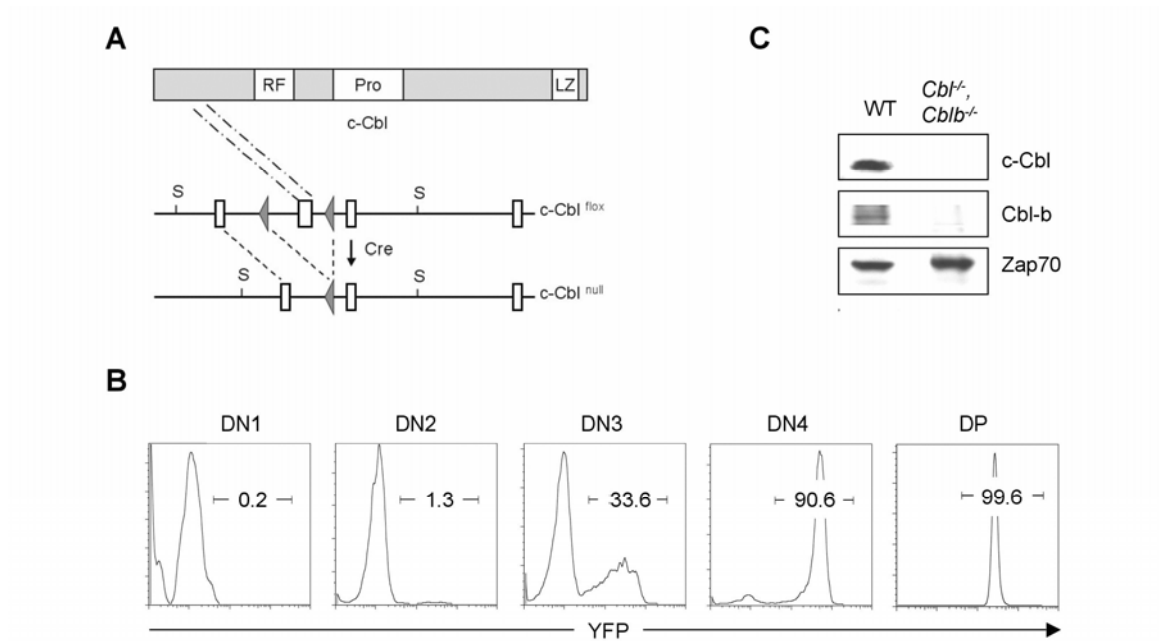 A
RF Pro LZ
c-Cbl
S S
c-Cbl flox
Cre
S S
c-Cbl null
C
WT Cbl-/-,
Cblb-/-
c-Cbl
Cbl-b
Zap70
B
DN1 DN2 DN3 DN4 DP
0.2 1.3 33.6 90.6 99.6
YFP